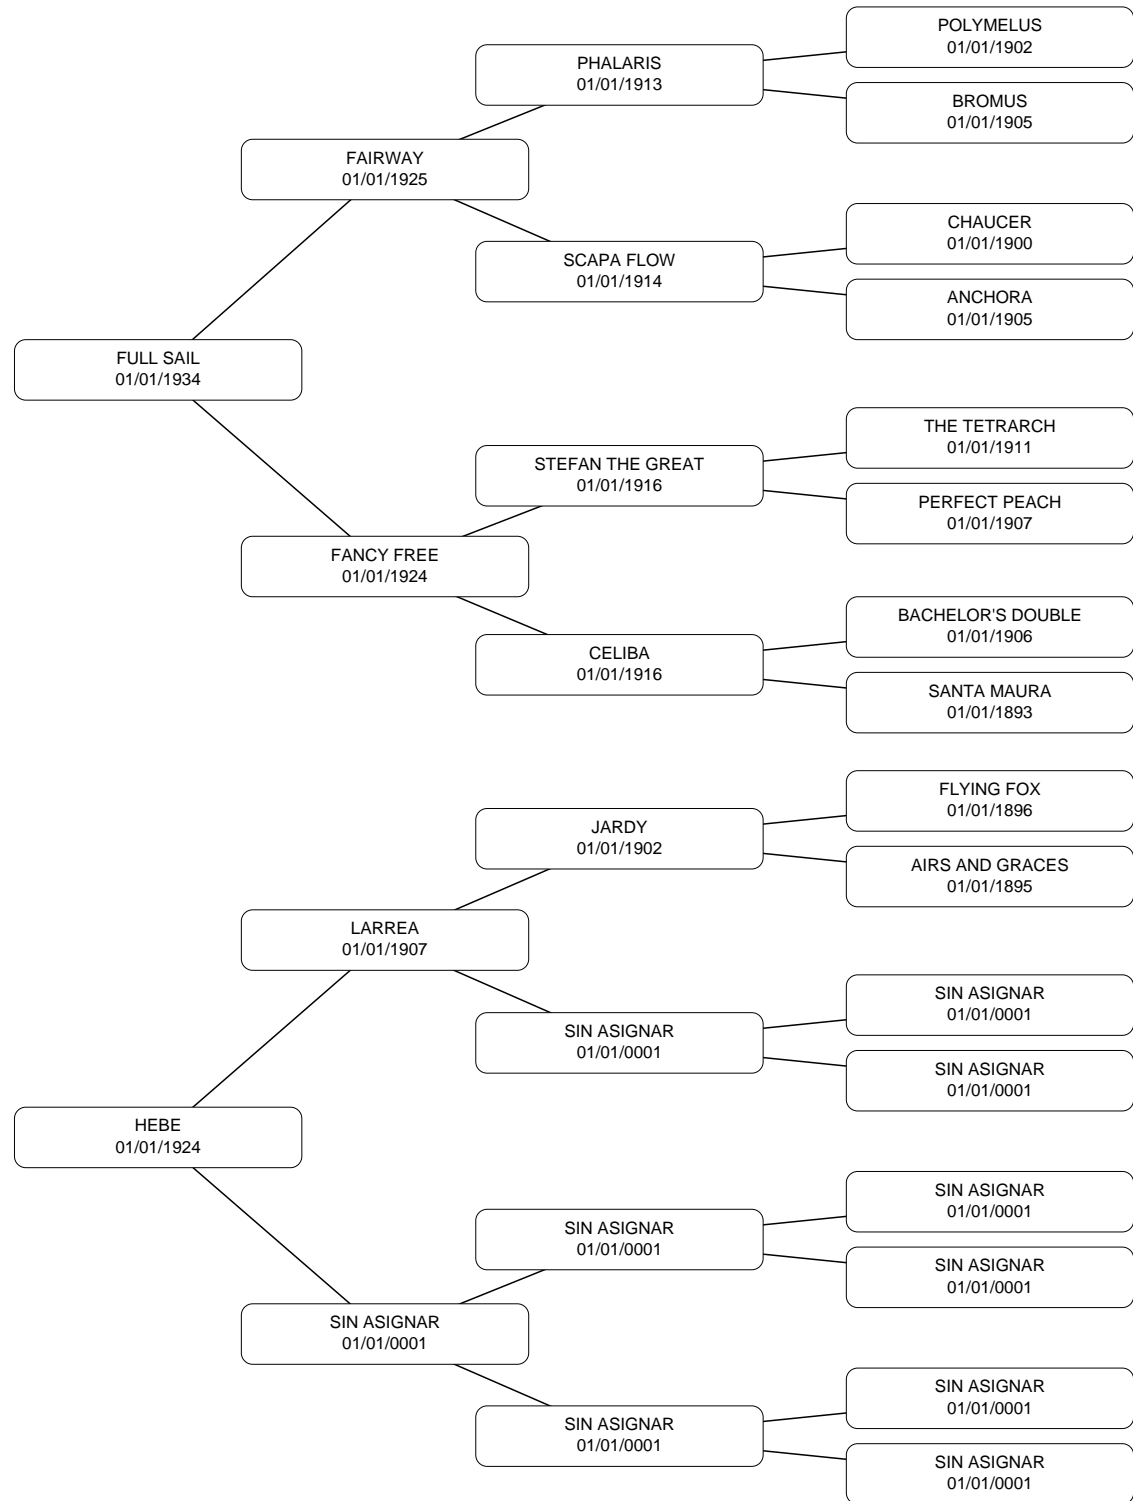 POLYMELUS
01/01/1902
PHALARIS
01/01/1913
BROMUS
01/01/1905
FAIRWAY
01/01/1925
CHAUCER
01/01/1900
SCAPA FLOW
01/01/1914
ANCHORA
01/01/1905
FULL SAIL
01/01/1934
THE TETRARCH
01/01/1911
STEFAN THE GREAT
01/01/1916
PERFECT PEACH
01/01/1907
FANCY FREE
01/01/1924
BACHELOR'S DOUBLE
01/01/1906
CELIBA
01/01/1916
SANTA MAURA
01/01/1893
FLYING FOX
01/01/1896
JARDY
01/01/1902
AIRS AND GRACES
01/01/1895
LARREA
01/01/1907
SIN ASIGNAR
01/01/0001
SIN ASIGNAR
01/01/0001
SIN ASIGNAR
01/01/0001
HEBE
01/01/1924
SIN ASIGNAR
01/01/0001
SIN ASIGNAR
01/01/0001
SIN ASIGNAR
01/01/0001
SIN ASIGNAR
01/01/0001
SIN ASIGNAR
01/01/0001
SIN ASIGNAR
01/01/0001
SIN ASIGNAR
01/01/0001